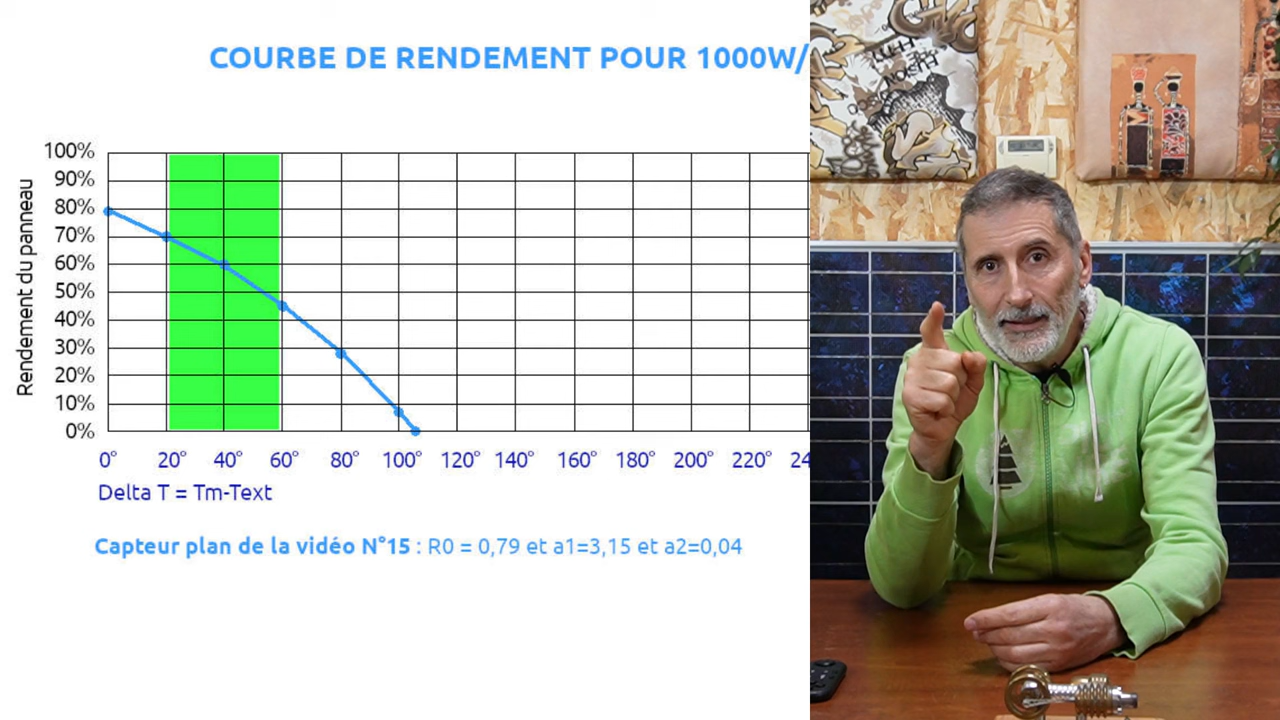 COURBE DE RENDEMENT POUR 1000W/
100%
90%
80%
70%
60%
50%
40%
30%
20%
10%
0%
Rendement du panneau
0° 20° 40° 60° 80° 100° 120° 140° 160° 180° 200° 220° 24
Delta T = Tm-Text
Capteur plan de la vidéo N°15 : R0 = 0,79 et a1=3,15 et a2=0,04